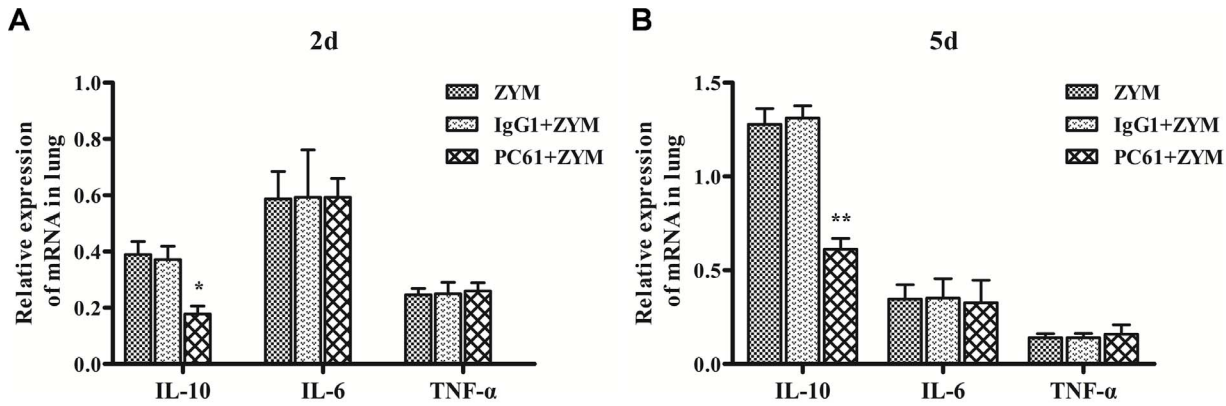 A
2d
Relative expression
of mRNA in lung
1.0
0.8
0.6
0.4
0.2
0.0
ZYM
IgG1+ZYM
PC61+ZYM
*
IL-10
IL-6
TNF-α
B
5d
Relative expression
of mRNA in lung
1.5
1.0
0.5
0.0
ZYM
IgG1+ZYM
PC61+ZYM
**
IL-10
IL-6
TNF-α